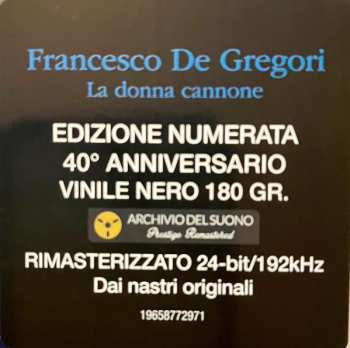 Francesco De Gregori
La donna cannone
EDIZIONE NUMERATA
40° ANNIVERSARIO
VINILE NERO 180 GR.
ARCHIVIO DEL SUONO
Prestige Remastered
RIMASTERIZZATO 24-bit/192kHz
Dai nastri originali
19658772971